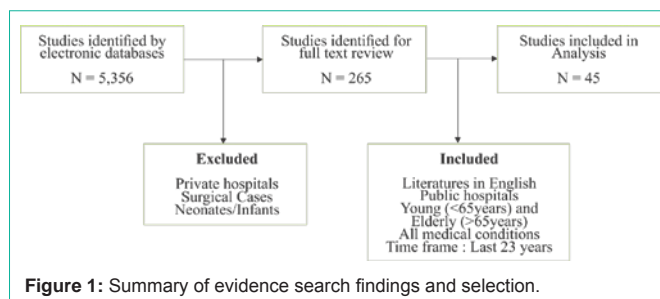 Studies identified by
electronic databases
N = 5,356
Studies identified for
full text review
N = 265
Studies included in
Analysis
N = 45
Excluded
Private hospitals
Surgical Cases
Neonates/Infants
Included
Literatures in English
Public hospitals
Young (<65years) and
Elderly (>65years)
All medical conditions
Time frame : Last 23 years
Figure 1: Summary of evidence search findings and selection.